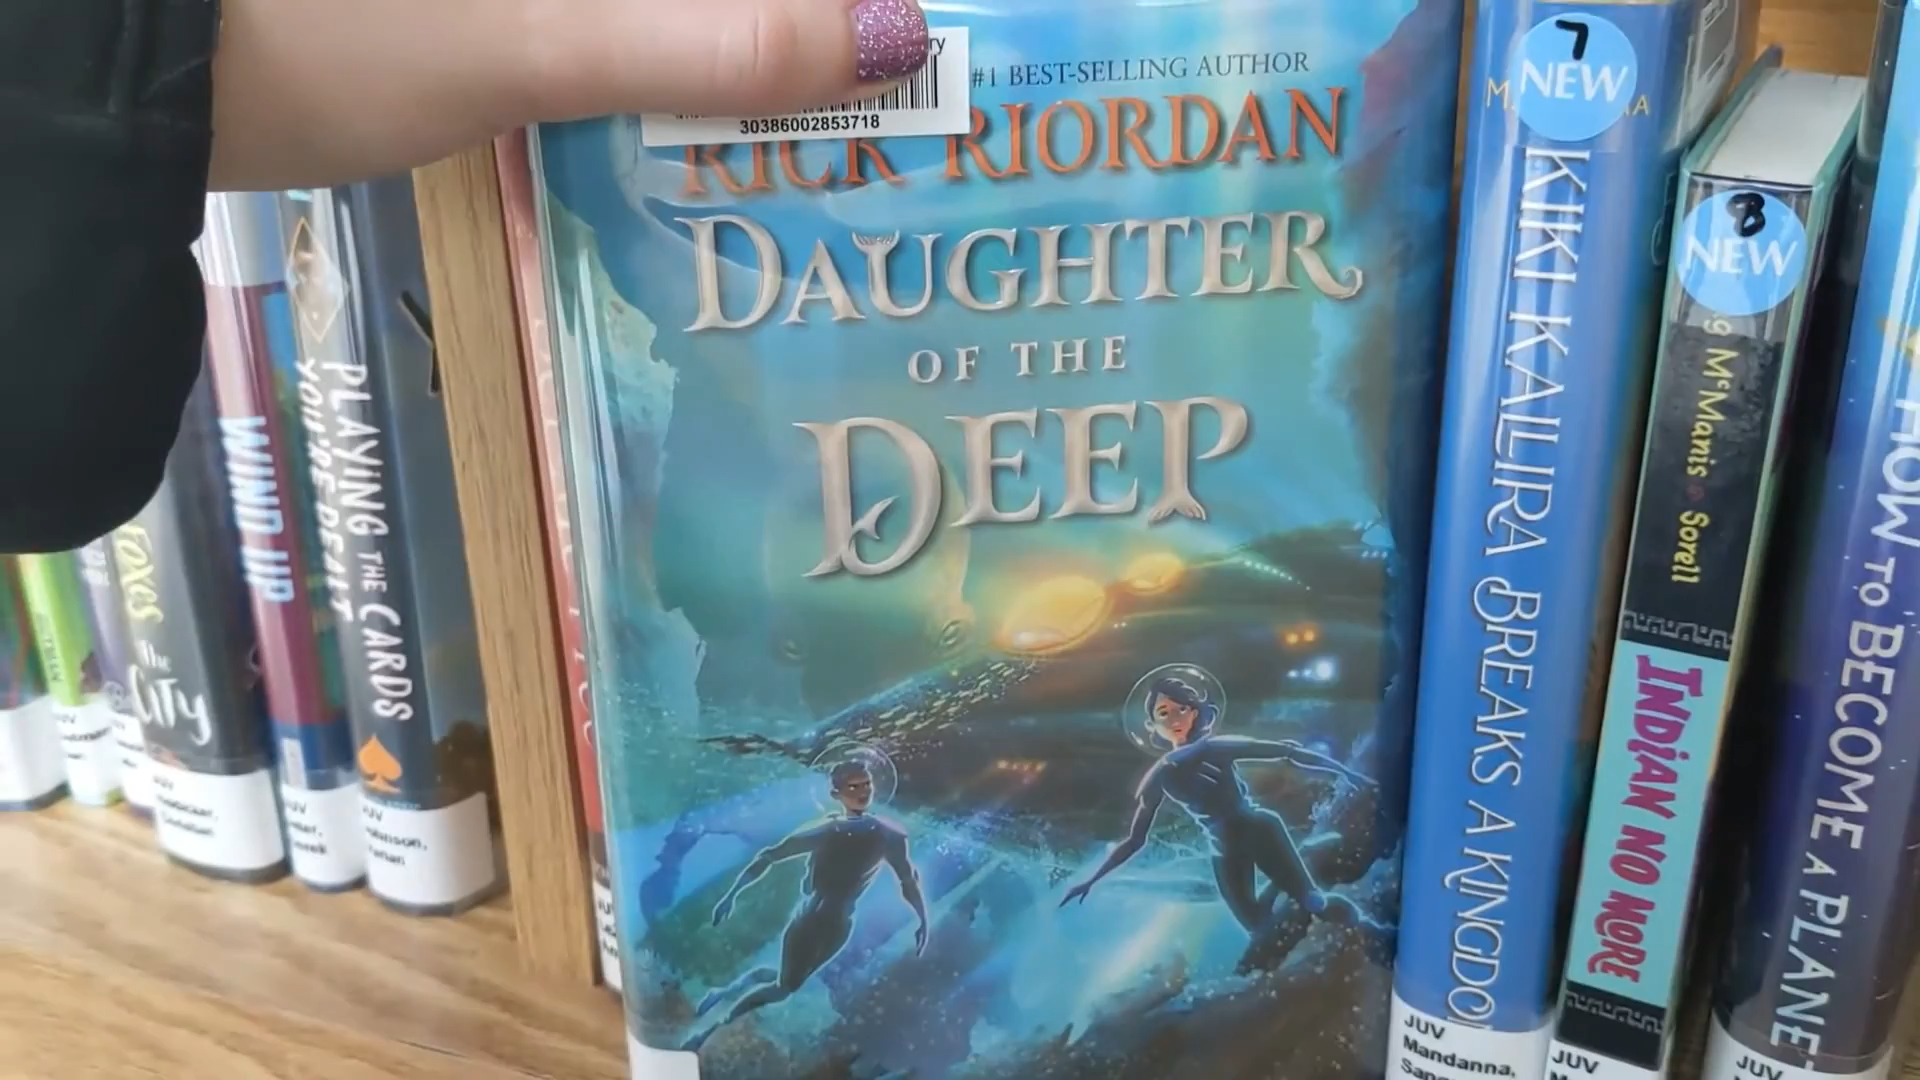 #1 BEST-SELLING AUTHOR
30386002853718
RICK RIORDAN
DAUGHTER
OF THE
DEEP
7
NEW
KIKI KALLIRA BREAKS A KINGDO
JUV
Mandanna,
8
NEW
McManis Sorell
INDIAN NO MORE
JUV
HOW TO BECOME A PLANE
JUV
PLAYING THE CARDS
YOU'RE DEALT
JUV
WIND UP
FOXES
The
City